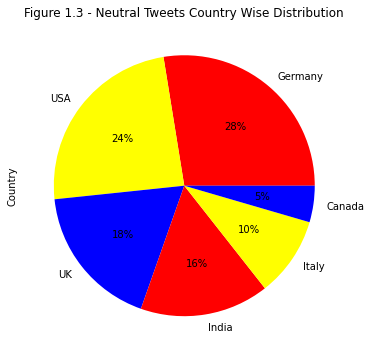 Figure 1.3 - Neutral Tweets Country Wise Distribution
Germany
28%
USA
24%
Country
UK
18%
India
16%
Italy
10%
Canada
5%